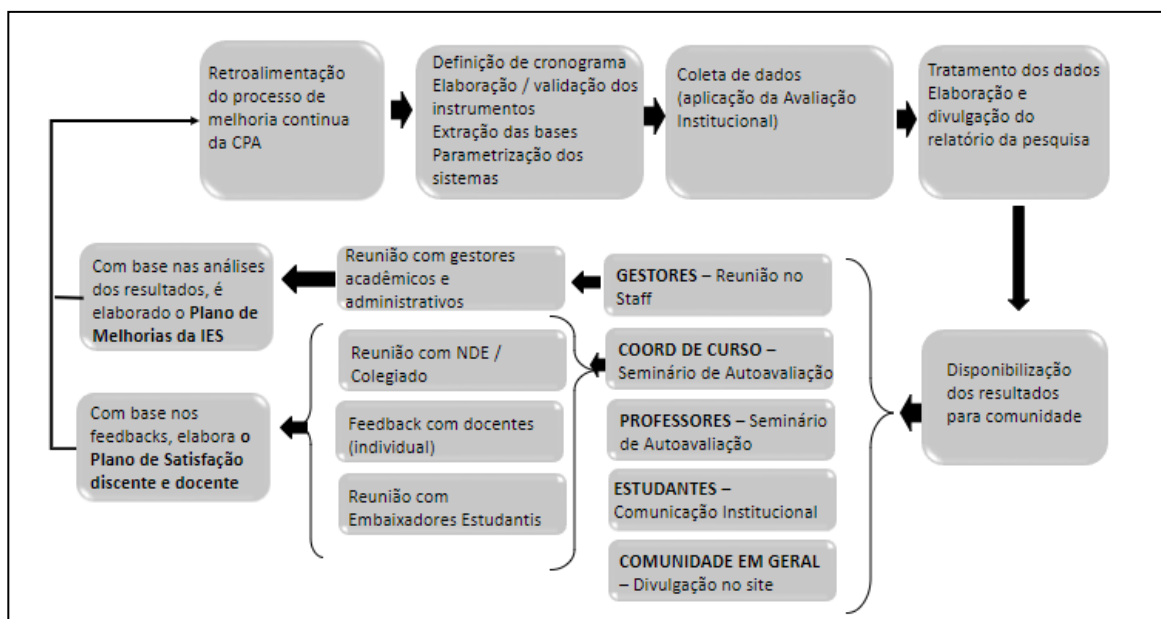 Retroalimentação
do processo de
melhoria continua
da CPA
Definição de cronograma
Elaboração / validação dos
instrumentos
Extração das bases
Parametrização dos
sistemas
Coleta de dados
(aplicação da Avaliação
Institucional)
Tratamento dos dados
Elaboração e
divulgação do
relatório da pesquisa
Com base nas análises
dos resultados, é
elaborado o Plano de
Melhorias da IES
Reunião com gestores
acadêmicos e
administrativos
GESTORES – Reunião no
Staff
Reunião com NDE /
Colegiado
COORD DE CURSO –
Seminário de Autoavaliação
Disponibilização
dos resultados
para comunidade
Com base nos
feedbacks, elabora o
Plano de Satisfação
discente e docente
Feedback com docentes
(individual)
PROFESSORES – Seminário
de Autoavaliação
Reunião com
Embaixadores Estudantis
ESTUDANTES –
Comunicação Institucional
COMUNIDADE EM GERAL
– Divulgação no site